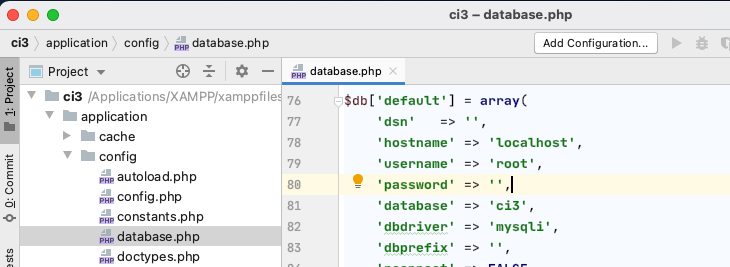 ci3 – database.php
ci3 application config database.php Add Configuration...
1: Project
Project
database.php
ci3 /Applications/XAMPP/xamppfiles
application
cache
config
autoload.php
config.php
constants.php
database.php
doctypes.php
0: Commit
76 $db['default'] = array(
77 'dsn' => '',
78 'hostname' => 'localhost',
79 'username' => 'root',
80 'password' => '',
81 'database' => 'ci3',
82 'dbdriver' => 'mysqli',
83 'dbprefix' => '',